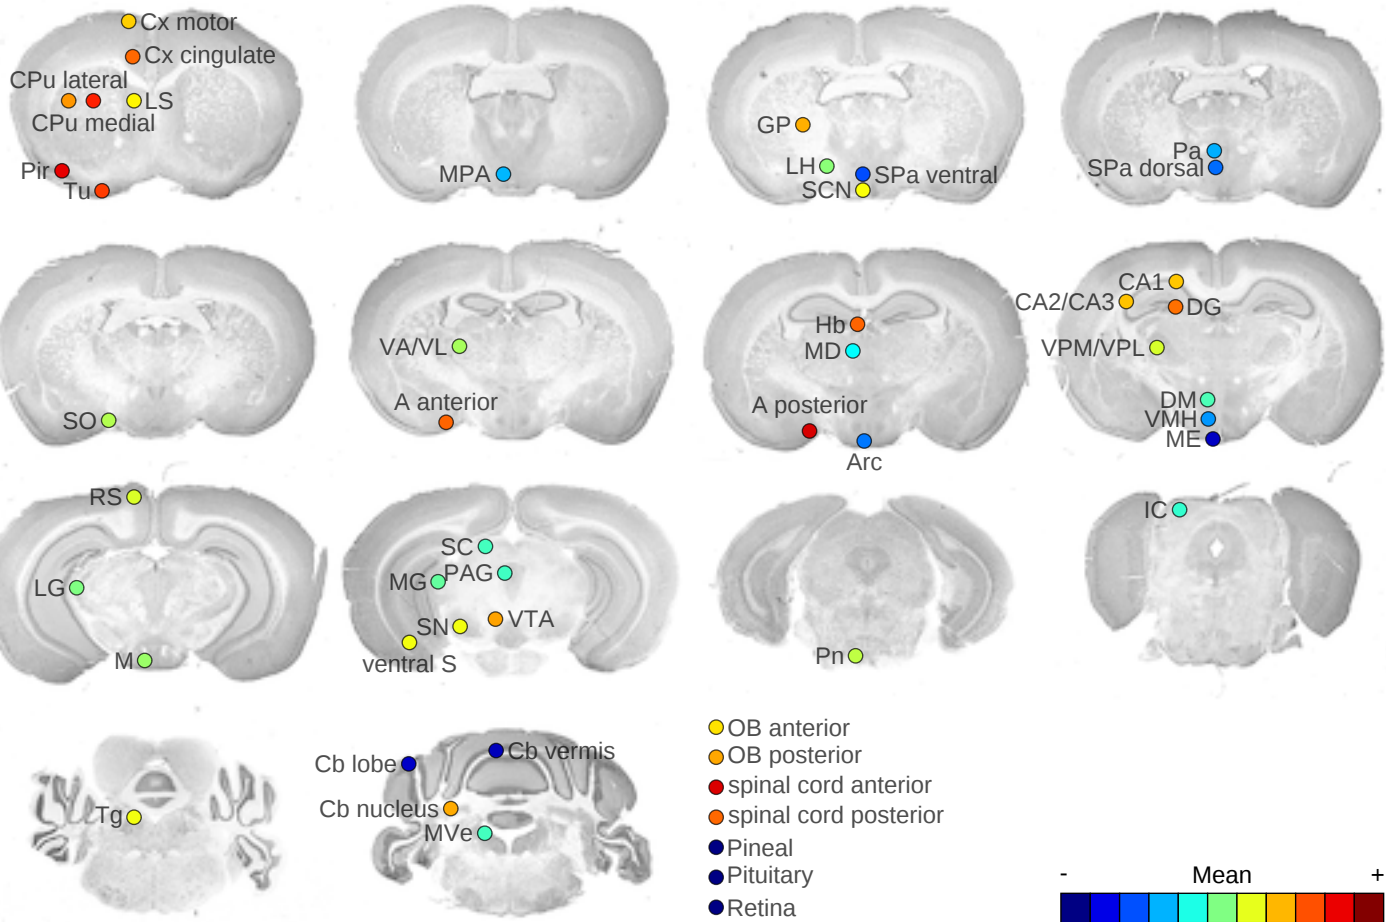 Cx motor
Cx cingulate
CPu lateral
LS
CPu medial
Pir
Tu
MPA
GP
LH
SPa ventral
SCN
Pa
SPa dorsal
SO
VA/VL
A anterior
Hb
MD
A posterior
Arc
CA1
CA2/CA3
DG
VPM/VPL
DM
VMH
ME
RS
LG
M
SC
MG
PAG
SN
VTA
ventral S
Pn
IC
Tg
Cb lobe
Cb vermis
Cb nucleus
MVe
OB anterior
OB posterior
spinal cord anterior
spinal cord posterior
Pineal
Pituitary
Retina
- Mean +